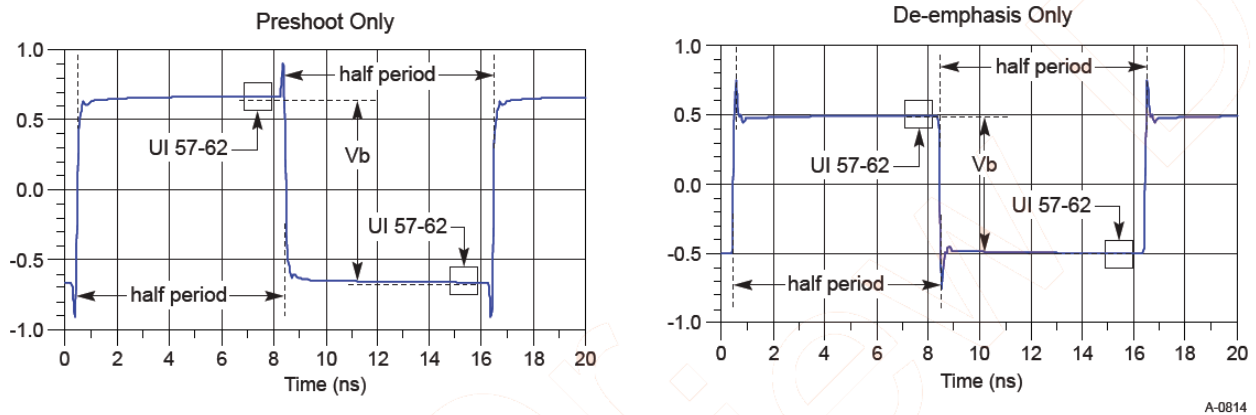 Preshoot Only
1.0
0.5
0.0
-0.5
-1.0
half period
UI 57-62
Vb
UI 57-62
half period
0 2 4 6 8 10 12 14 16 18 20
Time (ns)
De-emphasis Only
1.0
0.5
0.0
-0.5
-1.0
half period
UI 57-62
Vb
UI 57-62
half period
0 2 4 6 8 10 12 14 16 18 20
Time (ns)
A-0814